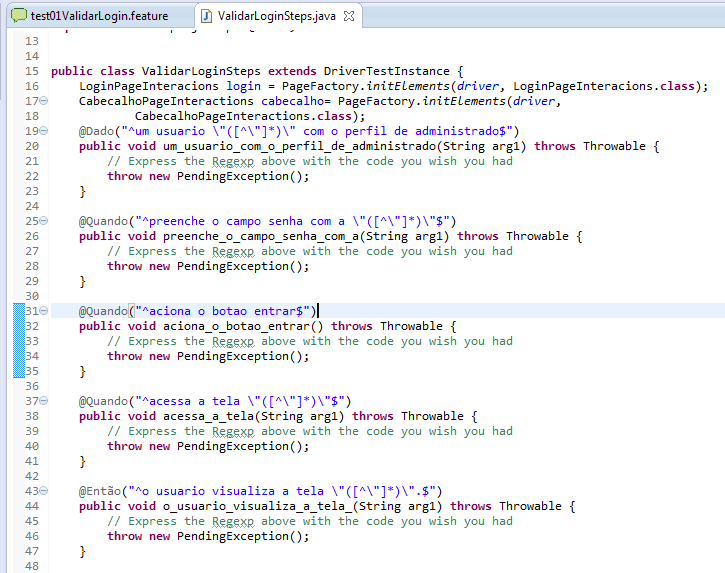 test01ValidarLogin.feature ValidarLoginSteps.java
13
14
15 public class ValidarLoginSteps extends DriverTestInstance {
16 LoginPageInteracions login = PageFactory.initElements(driver, LoginPageInteracions.class);
17 CabecalhoPageInteractions cabecalho= PageFactory.initElements(driver,
18 CabecalhoPageInteractions.class);
19 @Dado("^um usuario \"([^\"]*)\" com o perfil de administrado$")
20 public void um_usuario_com_o_perfil_de_administrado(String arg1) throws Throwable {
21 // Express the Regexp above with the code you wish you had
22 throw new PendingException();
23 }
24
25 @Quando("^preenche o campo senha com a \"([^\"]*)\"$")
26 public void preenche_o_campo_senha_com_a(String arg1) throws Throwable {
27 // Express the Regexp above with the code you wish you had
28 throw new PendingException();
29 }
30
31 @Quando("^aciona o botao entrar$")
32 public void aciona_o_botao_entrar() throws Throwable {
33 // Express the Regexp above with the code you wish you had
34 throw new PendingException();
35 }
36
37 @Quando("^acessa a tela \"([^\"]*)\"$")
38 public void acessa_a_tela(String arg1) throws Throwable {
39 // Express the Regexp above with the code you wish you had
40 throw new PendingException();
41 }
42
43 @Então("^o usuario visualiza a tela \"([^\"]*)\".$")
44 public void o_usuario_visualiza_a_tela_(String arg1) throws Throwable {
45 // Express the Regexp above with the code you wish you had
46 throw new PendingException();
47 }
48